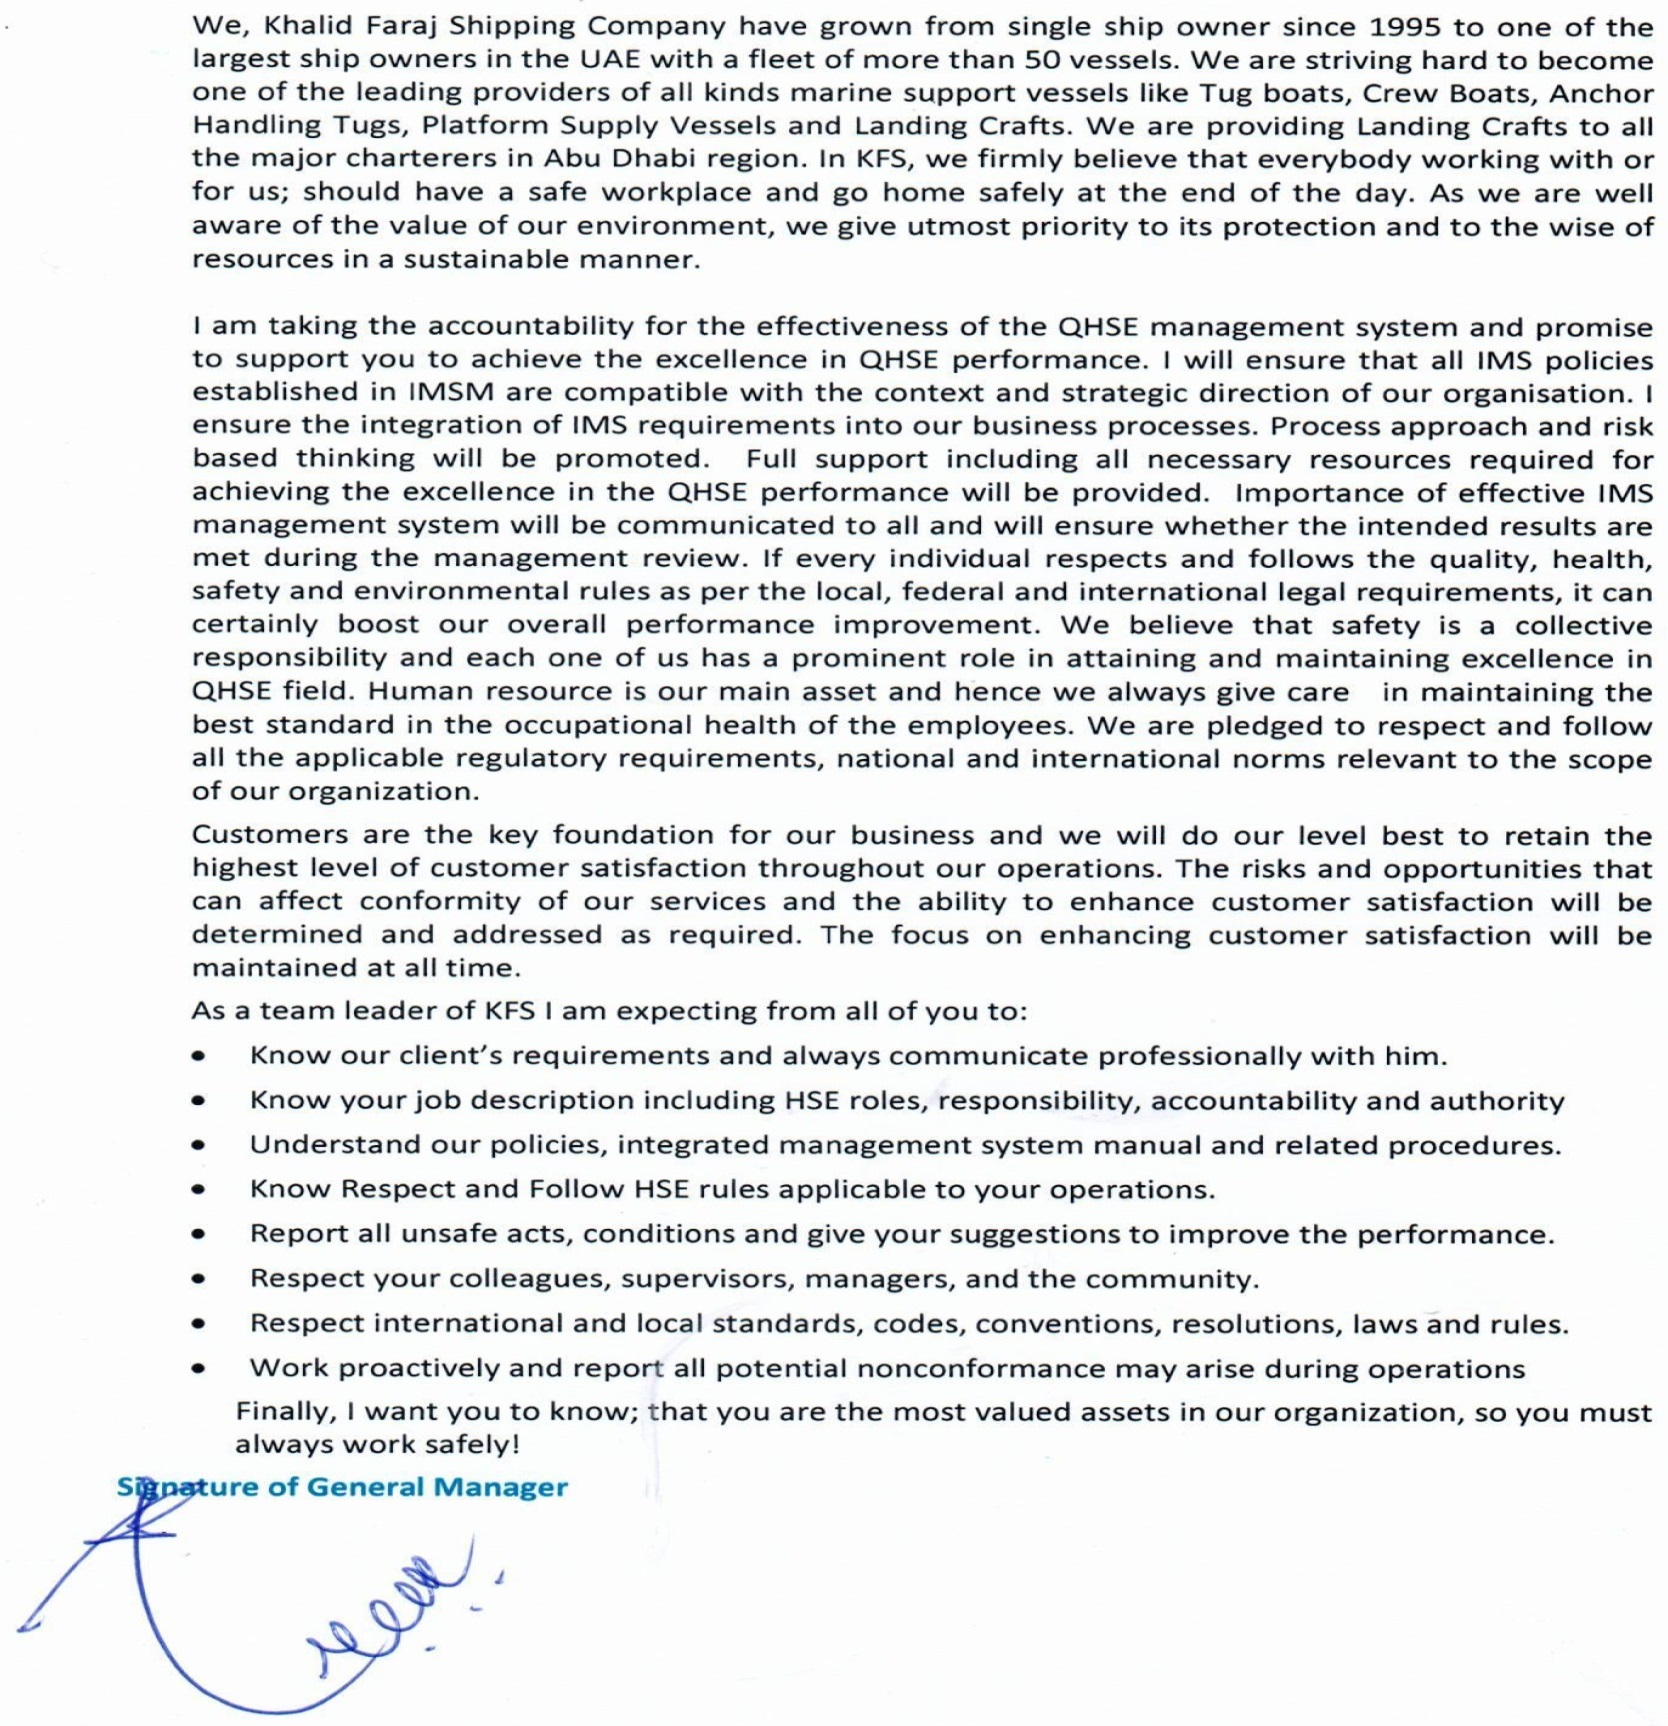 We, Khalid Faraj Shipping Company have grown from single ship owner since 1995 to one of the
largest ship owners in the UAE with a fleet of more than 50 vessels. We are striving hard to become
one of the leading providers of all kinds marine support vessels like Tug boats, Crew Boats, Anchor
Handling Tugs, Platform Supply Vessels and Landing Crafts. We are providing Landing Crafts to all
the major charterers in Abu Dhabi region. In KFS, we firmly believe that everybody working with or
for us; should have a safe workplace and go home safely at the end of the day. As we are well
aware of the value of our environment, we give utmost priority to its protection and to the wise of
resources in a sustainable manner.
I am taking the accountability for the effectiveness of the QHSE management system and promise
to support you to achieve the excellence in QHSE performance. I will ensure that all IMS policies
established in IMSM are compatible with the context and strategic direction of our organisation. I
ensure the integration of IMS requirements into our business processes. Process approach and risk
based thinking will be promoted. Full support including all necessary resources required for
achieving the excellence in the QHSE performance will be provided. Importance of effective IMS
management system will be communicated to all and will ensure whether the intended results are
met during the management review. If every individual respects and follows the quality, health,
safety and environmental rules as per the local, federal and international legal requirements, it can
certainly boost our overall performance improvement. We believe that safety is a collective
responsibility and each one of us has a prominent role in attaining and maintaining excellence in
QHSE field. Human resource is our main asset and hence we always give care in maintaining the
best standard in the occupational health of the employees. We are pledged to respect and follow
all the applicable regulatory requirements, national and international norms relevant to the scope
of our organization.
Customers are the key foundation for our business and we will do our level best to retain the
highest level of customer satisfaction throughout our operations. The risks and opportunities that
can affect conformity of our services and the ability to enhance customer satisfaction will be
determined and addressed as required. The focus on enhancing customer satisfaction will be
maintained at all time.
As a team leader of KFS I am expecting from all of you to:
• Know our client's requirements and always communicate professionally with him.
• Know your job description including HSE roles, responsibility, accountability and authority
• Understand our policies, integrated management system manual and related procedures.
• Know Respect and Follow HSE rules applicable to your operations.
• Report all unsafe acts, conditions and give your suggestions to improve the performance.
• Respect your colleagues, supervisors, managers, and the community.
• Respect international and local standards, codes, conventions, resolutions, laws and rules.
• Work proactively and report all potential nonconformance may arise during operations
Finally, I want you to know; that you are the most valued assets in our organization, so you must
always work safely!
Signature of General Manager